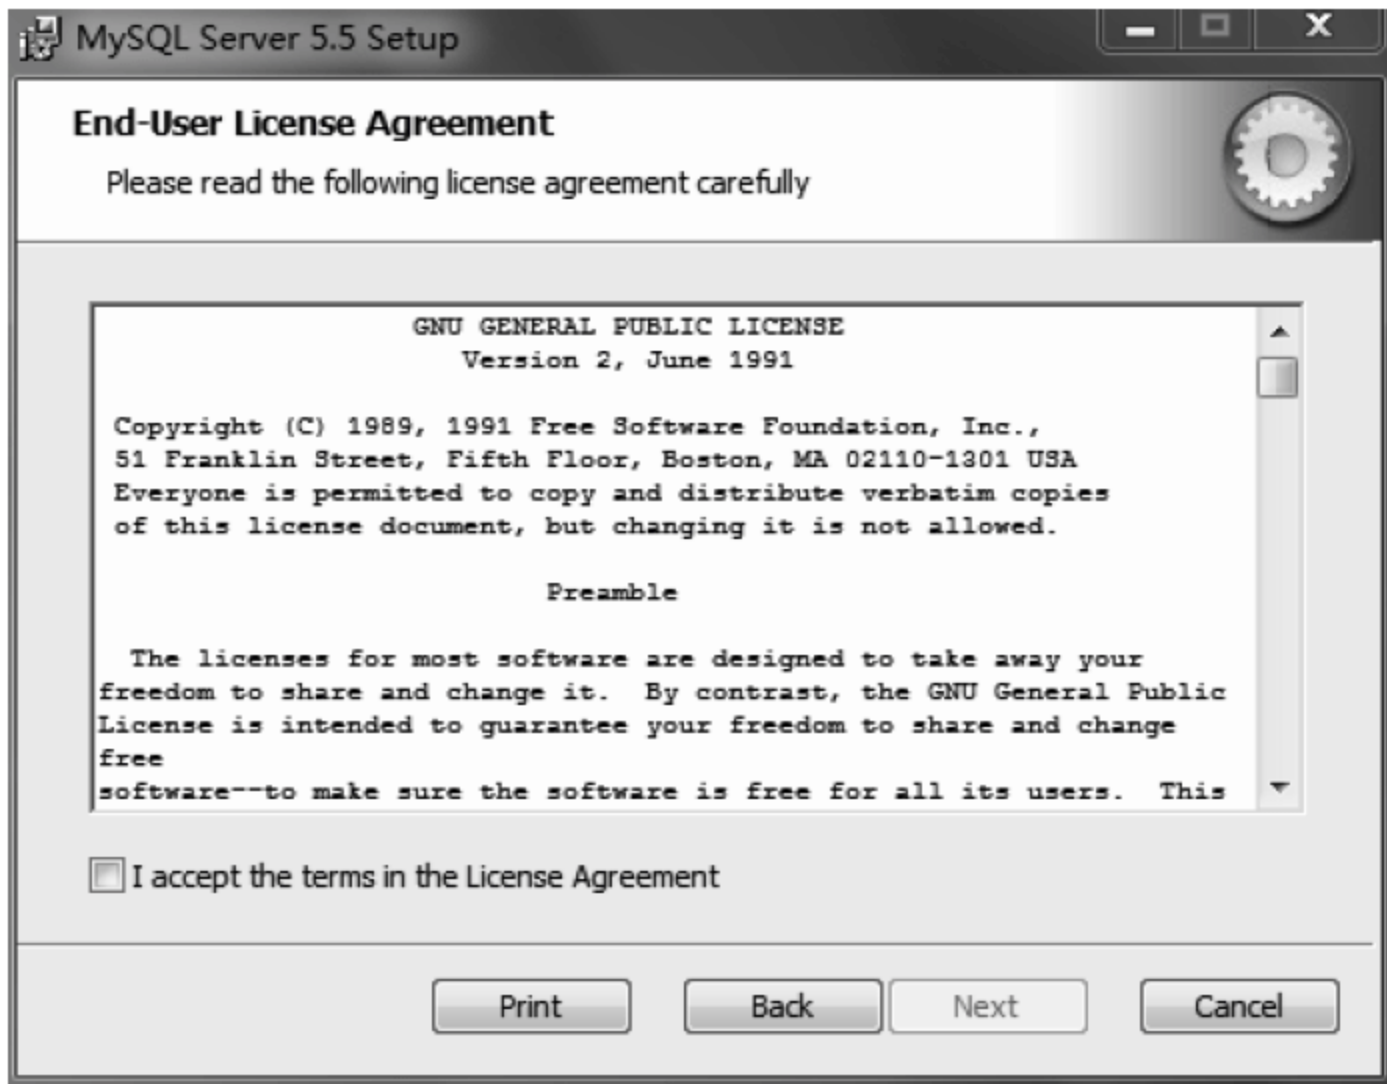 MySQL Server 5.5 Setup
End-User License Agreement
Please read the following license agreement carefully
GNU GENERAL PUBLIC LICENSE
Version 2, June 1991
Copyright (C) 1989, 1991 Free Software Foundation, Inc.,
51 Franklin Street, Fifth Floor, Boston, MA 02110-1301 USA
Everyone is permitted to copy and distribute verbatim copies
of this license document, but changing it is not allowed.
Preamble
The licenses for most software are designed to take away your
freedom to share and change it.  By contrast, the GNU General Public
License is intended to guarantee your freedom to share and change
free
software--to make sure the software is free for all its users.  This
I accept the terms in the License Agreement
Print Back Next Cancel